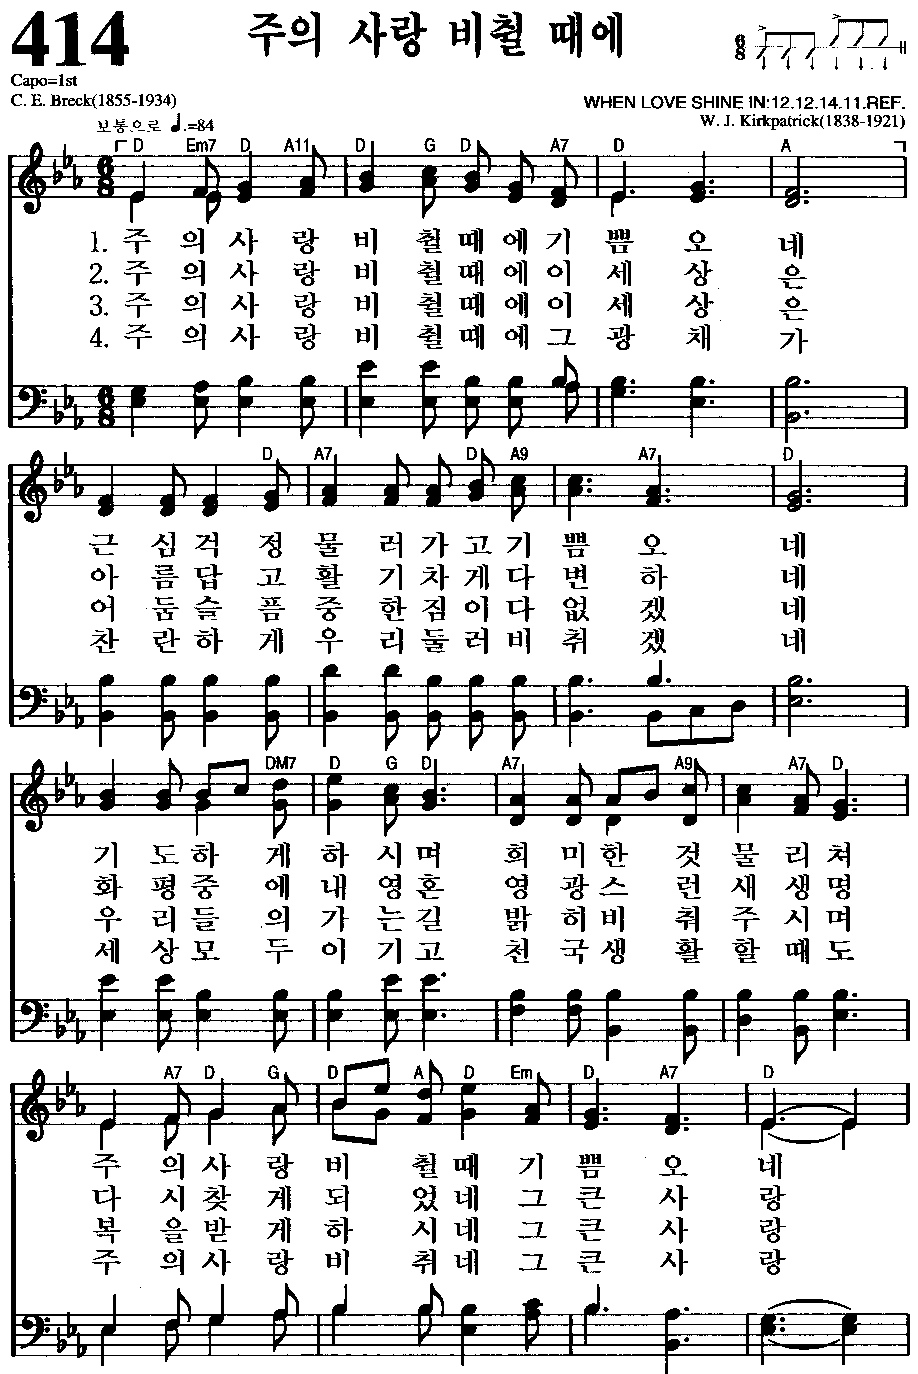 414 주의 사랑 비췰 때에
Capo=1st
C. E. Breck(1855-1934)
WHEN LOVE SHINE IN:12.12.14.11.REF.
보통으로 ♩.=84
W. J. Kirkpatrick(1838-1921)
D Em7 D A11 D G D A7 D A
1. 주 의 사 랑 비 췰 때 에 기 쁨 오 네
2. 주 의 사 랑 비 췰 때 에 이 세 상 은
3. 주 의 사 랑 비 췰 때 에 이 세 상 은
4. 주 의 사 랑 비 췰 때 에 그 광 채 가
D A7 D A9 A7 D
근 심 걱 정 물 러 가 고 기 쁨 오 네
아 름 답 고 활 기 차 게 다 변 하 네
어 둠 슬 픔 중 한 짐 이 다 없 겠 네
찬 란 하 게 우 리 둘 러 비 취 겠 네
DM7 D G D A7 A9 A7 D
기 도 하 게 하 시 며 희 미 한 것 물 리 쳐
화 평 중 에 내 영 혼 영 광 스 런 새 생 명
우 리 들 의 가 는 길 밝 히 비 춰 주 시 며
세 상 모 두 이 기 고 천 국 생 활 할 때 도
A7 D G D A D Em D A7 D
주 의 사 랑 비 췰 때 기 쁨 오 네
다 시 찾 게 되 었 네 그 큰 사 랑
복 을 받 게 하 시 네 그 큰 사 랑
주 의 사 랑 비 취 네 그 큰 사 랑